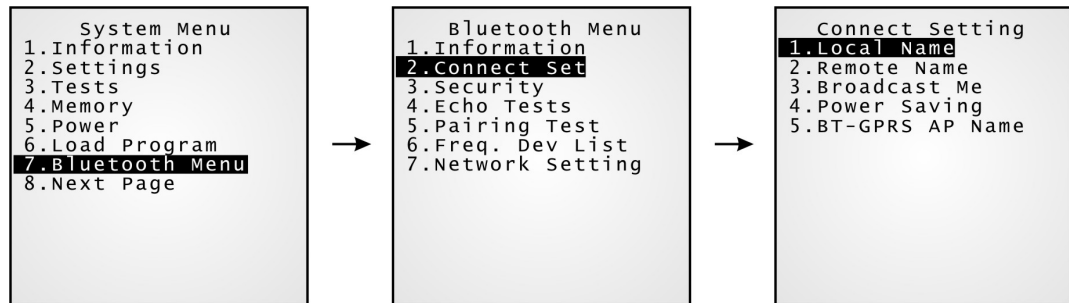 System Menu
1.Information
2.Settings
3.Tests
4.Memory
5.Power
6.Load Program
7.Bluetooth Menu
8.Next Page
Bluetooth Menu
1.Information
2.Connect Set
3.Security
4.Echo Tests
5.Pairing Test
6.Freq. Dev List
7.Network Setting
Connect Setting
1.Local Name
2.Remote Name
3.Broadcast Me
4.Power Saving
5.BT-GPRS AP Name